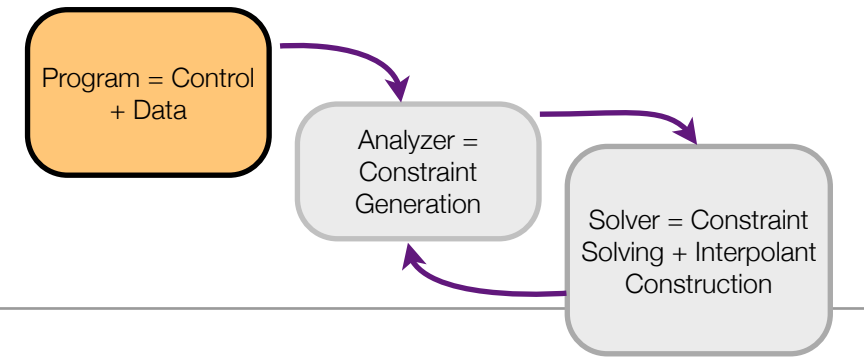 Program = Control
+ Data
Analyzer =
Constraint
Generation
Solver = Constraint
Solving + Interpolant
Construction